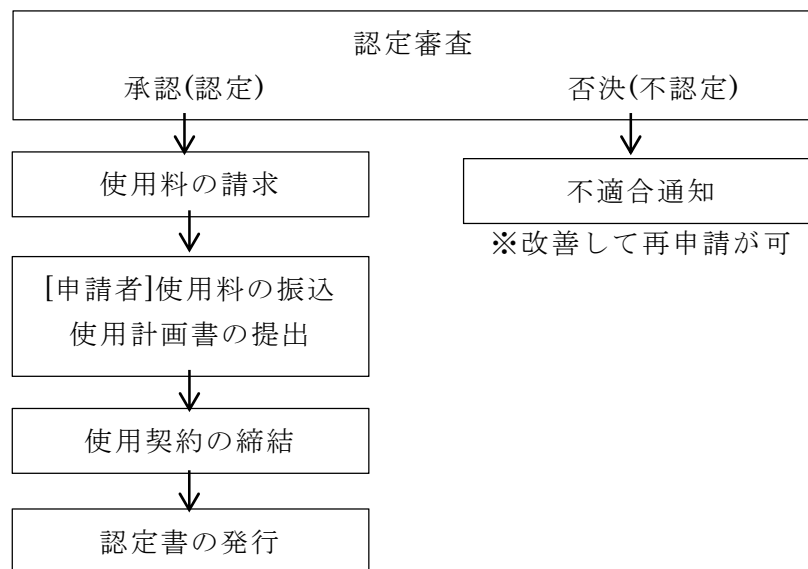 認定審査
承認(認定)
否決(不認定)
使用料の請求
不適合通知
※改善して再申請が可
[申請者]使用料の振込
使用計画書の提出
使用契約の締結
認定書の発行